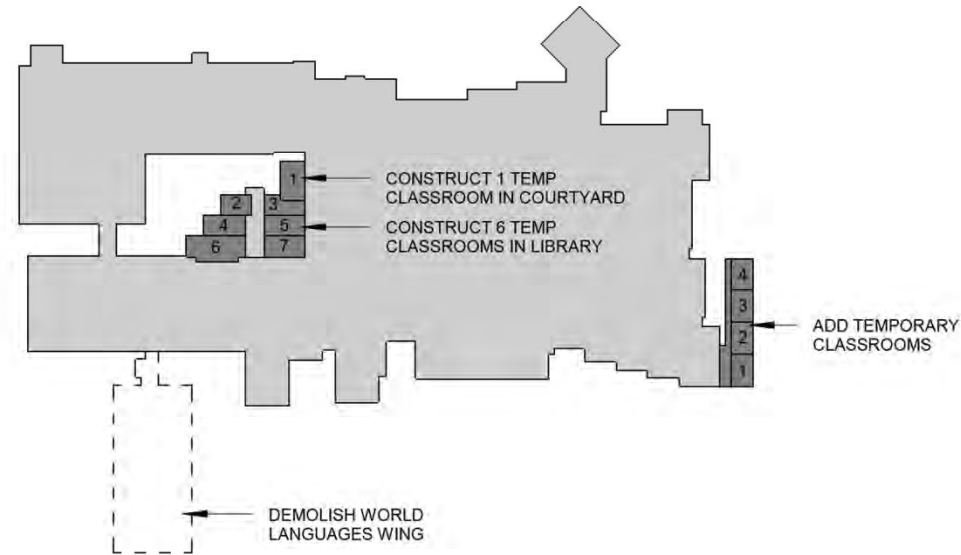 1
CONSTRUCT 1 TEMP
CLASSROOM IN COURTYARD
2
3
4
5
CONSTRUCT 6 TEMP
CLASSROOMS IN LIBRARY
6
7
4
3
2
1
ADD TEMPORARY
CLASSROOMS
DEMOLISH WORLD
LANGUAGES WING